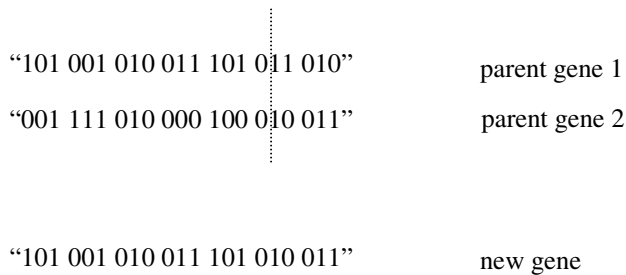 “101 001 010 011 101 011 010” parent gene 1
“001 111 010 000 100 010 011” parent gene 2
“101 001 010 011 101 010 011” new gene